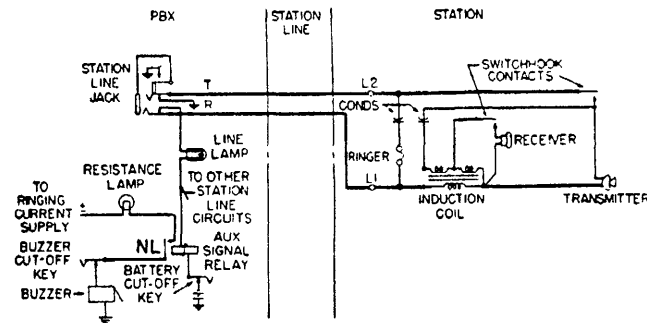 PBX
STATION
LINE
STATION
STATION
LINE
JACK
T
R
L2
SWITCHHOOK
CONTACTS
CONDS
RECEIVER
LINE
LAMP
RINGER
RESISTANCE
LAMP
TO OTHER
STATION
LINE
CIRCUITS
L1
INDUCTION
COIL
TRANSMITTER
TO
RINGING
CURRENT
SUPPLY
±
NL
AUX
SIGNAL
RELAY
BUZZER
CUT-OFF
KEY
BATTERY
CUT-OFF
KEY
BUZZER